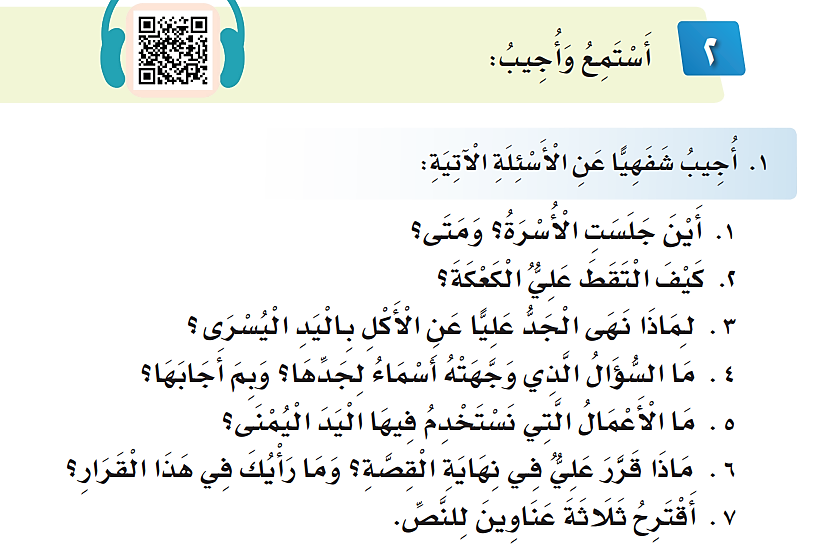 ٢
أَسْتَمِعُ وَأُجِيبُ:
١. أُجِيبُ شَفَهِيًّا عَنِ الْأَسْئِلَةِ الْآتِيَةِ:
١. أَيْنَ جَلَسَتِ الْأُسْرَةُ؟ وَمَتَى؟
٢. كَيْفَ الْتَقَطَ عَلِيٌّ الْكَعْكَةَ؟
٣. لِمَاذَا نَهَى الْجَدُّ عَلِيًّا عَنِ الْأَكْلِ بِالْيَدِ الْيُسْرَى؟
٤. مَا السُّؤَالُ الَّذِي وَجَّهَتْهُ أَسْمَاءُ لِجَدِّهَا؟ وَبِمَ أَجَابَهَا؟
٥. مَا الْأَعْمَالُ الَّتِي نَسْتَخْدِمُ فِيهَا الْيَدَ الْيُمْنَى؟
٦. مَاذَا قَرَّرَ عَلِيٌّ فِي نِهَايَةِ الْقِصَّةِ؟ وَمَا رَأْيُكَ فِي هَذَا الْقَرَارِ؟
٧. أَقْتَرِحُ ثَلَاثَةَ عَنَاوِينَ لِلنَّصِّ.